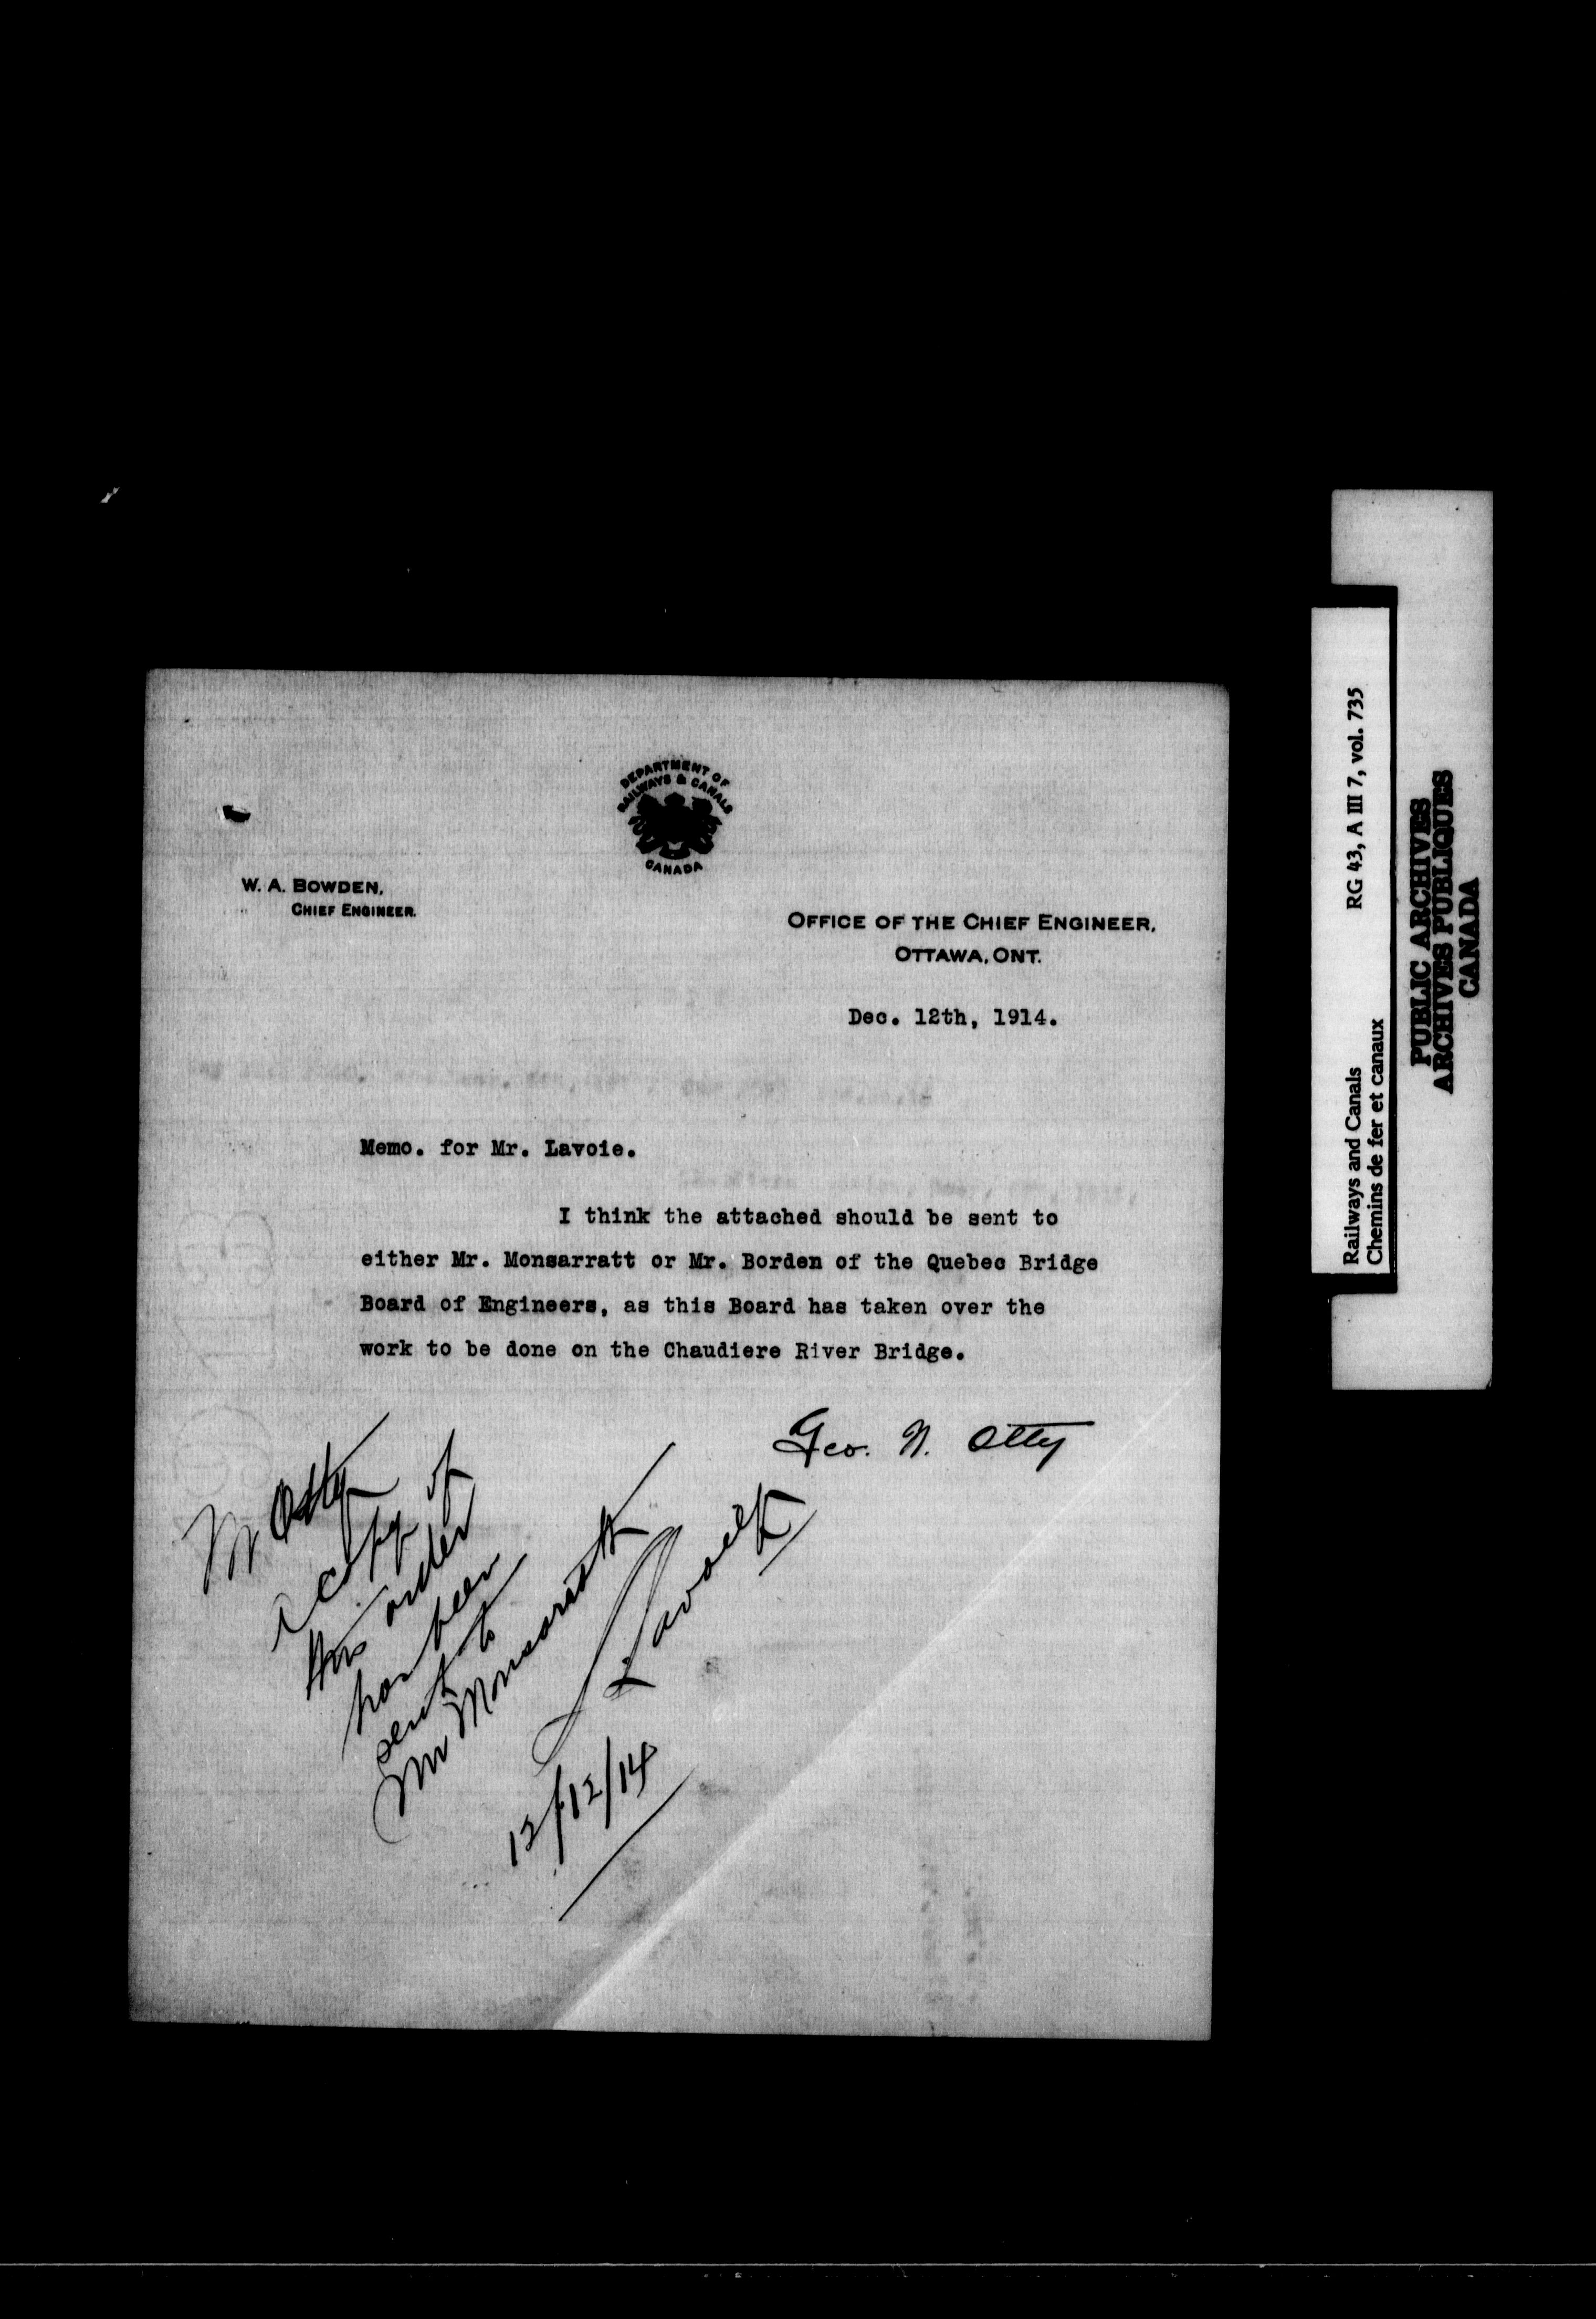 DEPARTMENT OF
RAILWAYS & CANALS
CANADA
W. A. BOWDEN,
CHIEF ENGINEER.
OFFICE OF THE CHIEF ENGINEER,
OTTAWA, ONT.
Dec. 12th, 1914.
Memo. for Mr. Lavoie.
I think the attached should be sent to
either Mr. Monsarratt or Mr. Borden of the Quebec Bridge
Board of Engineers, as this Board has taken over the
work to be done on the Chaudiere River Bridge.
Geo. N. Otty
Mr Otty
A copy of
this order
has been
sent to
Mr Monsarratt
Lavoie
12/12/14
Railways and Canals RG 43, A III 7, vol. 735
Chemins de fer et canaux
PUBLIC ARCHIVES
ARCHIVES PUBLIQUES
CANADA